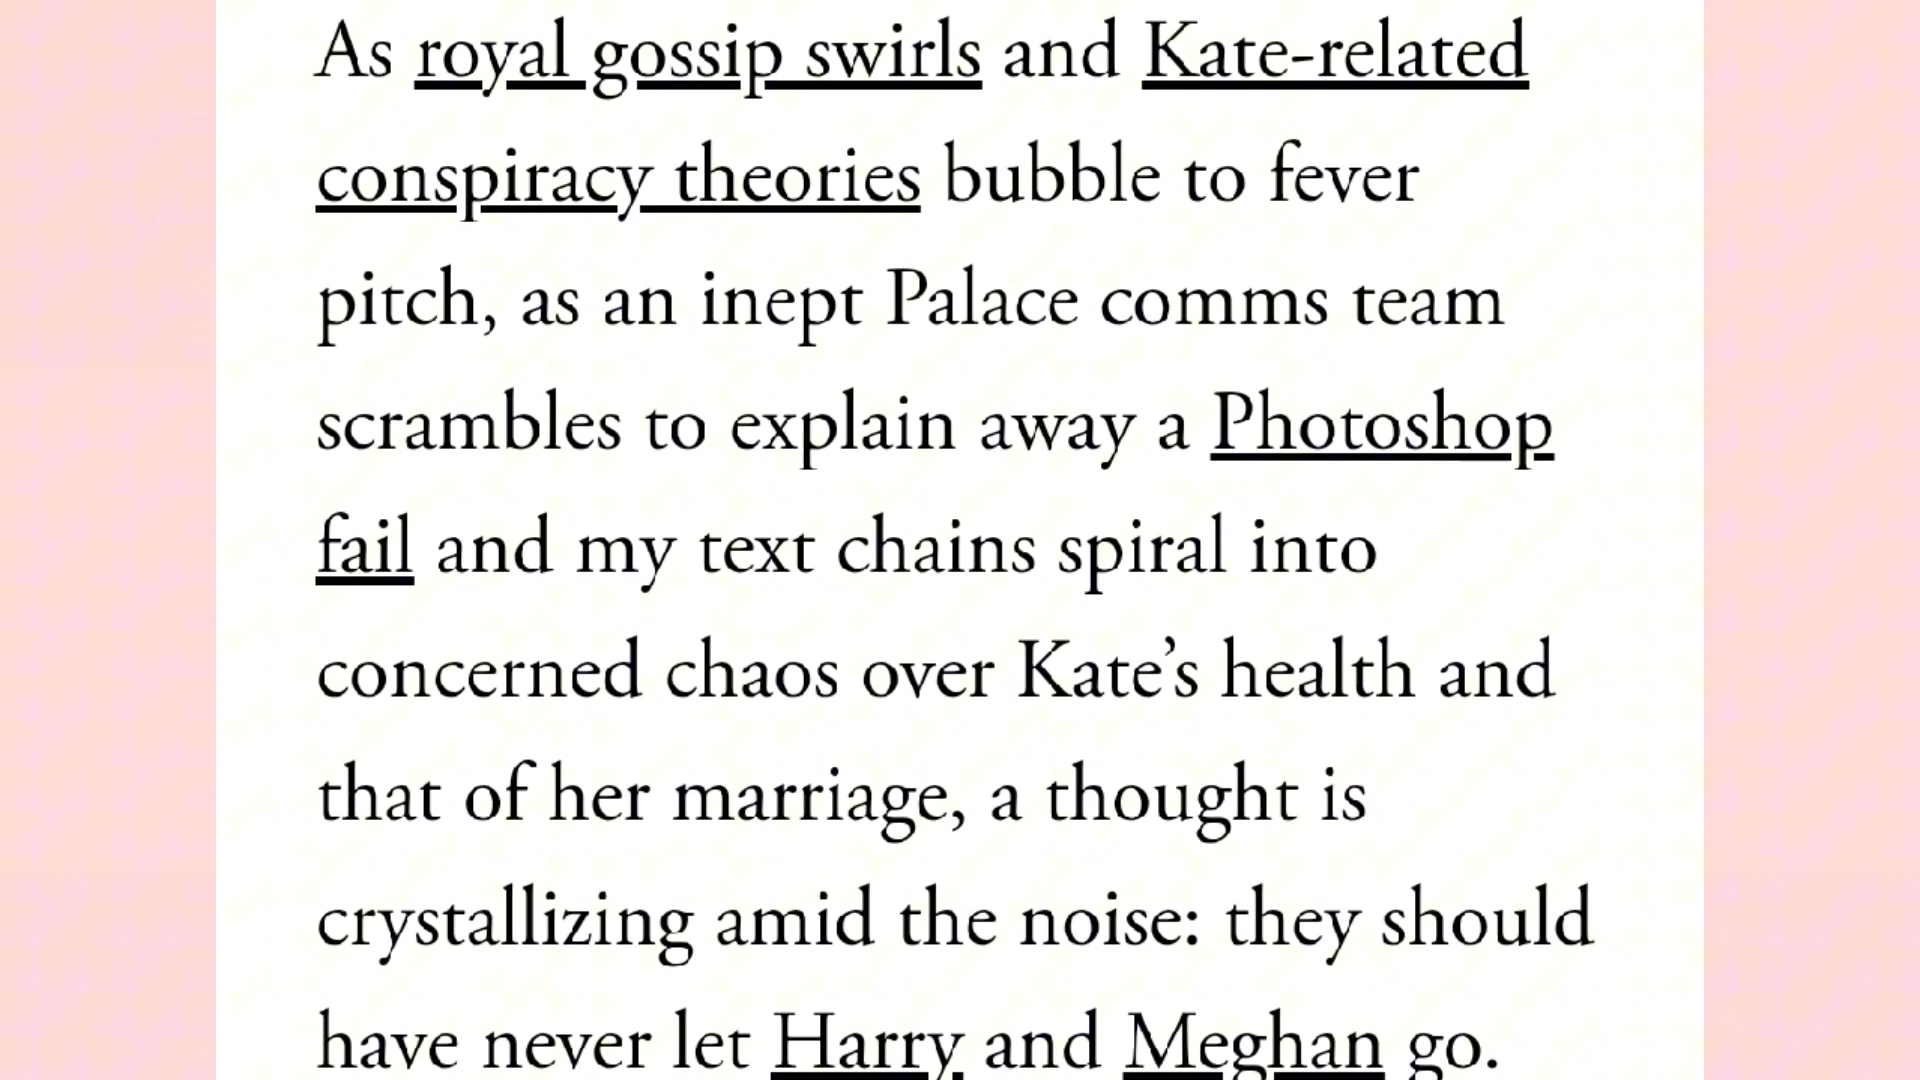 As royal gossip swirls and Kate-related
conspiracy theories bubble to fever
pitch, as an inept Palace comms team
scrambles to explain away a Photoshop
fail and my text chains spiral into
concerned chaos over Kate’s health and
that of her marriage, a thought is
crystallizing amid the noise: they should
have never let Harry and Meghan go.